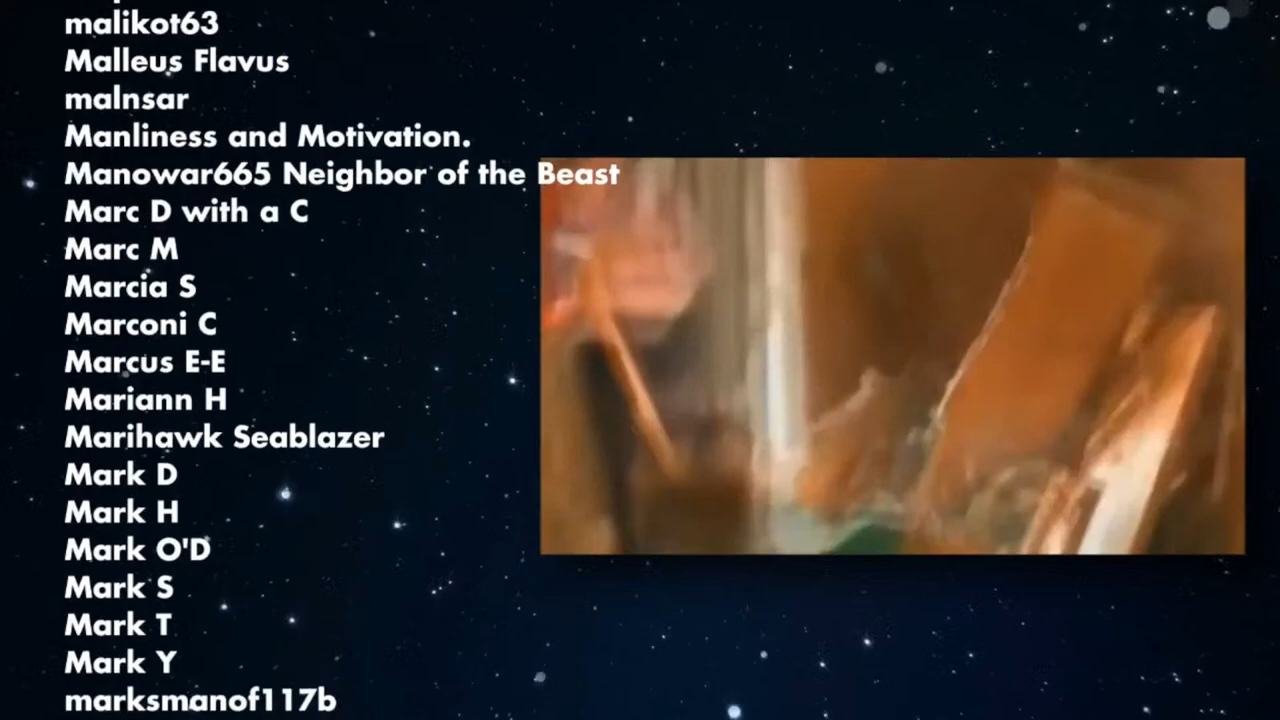 malikot63
Malleus Flavus
malnsar
Manliness and Motivation.
Manowar665 Neighbor of the Beast
Marc D with a C
Marc M
Marcia S
Marconi C
Marcus E-E
Mariann H
Marihawk Seablazer
Mark D
Mark H
Mark O'D
Mark S
Mark T
Mark Y
marksmanof117b